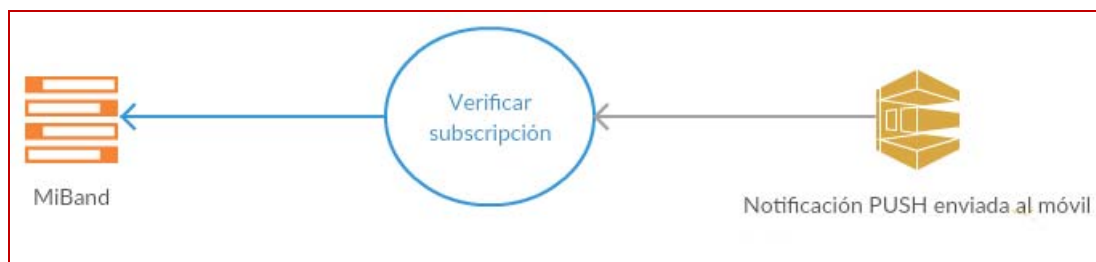 Verificar
subscripción
MiBand
Notificación PUSH enviada al móvil